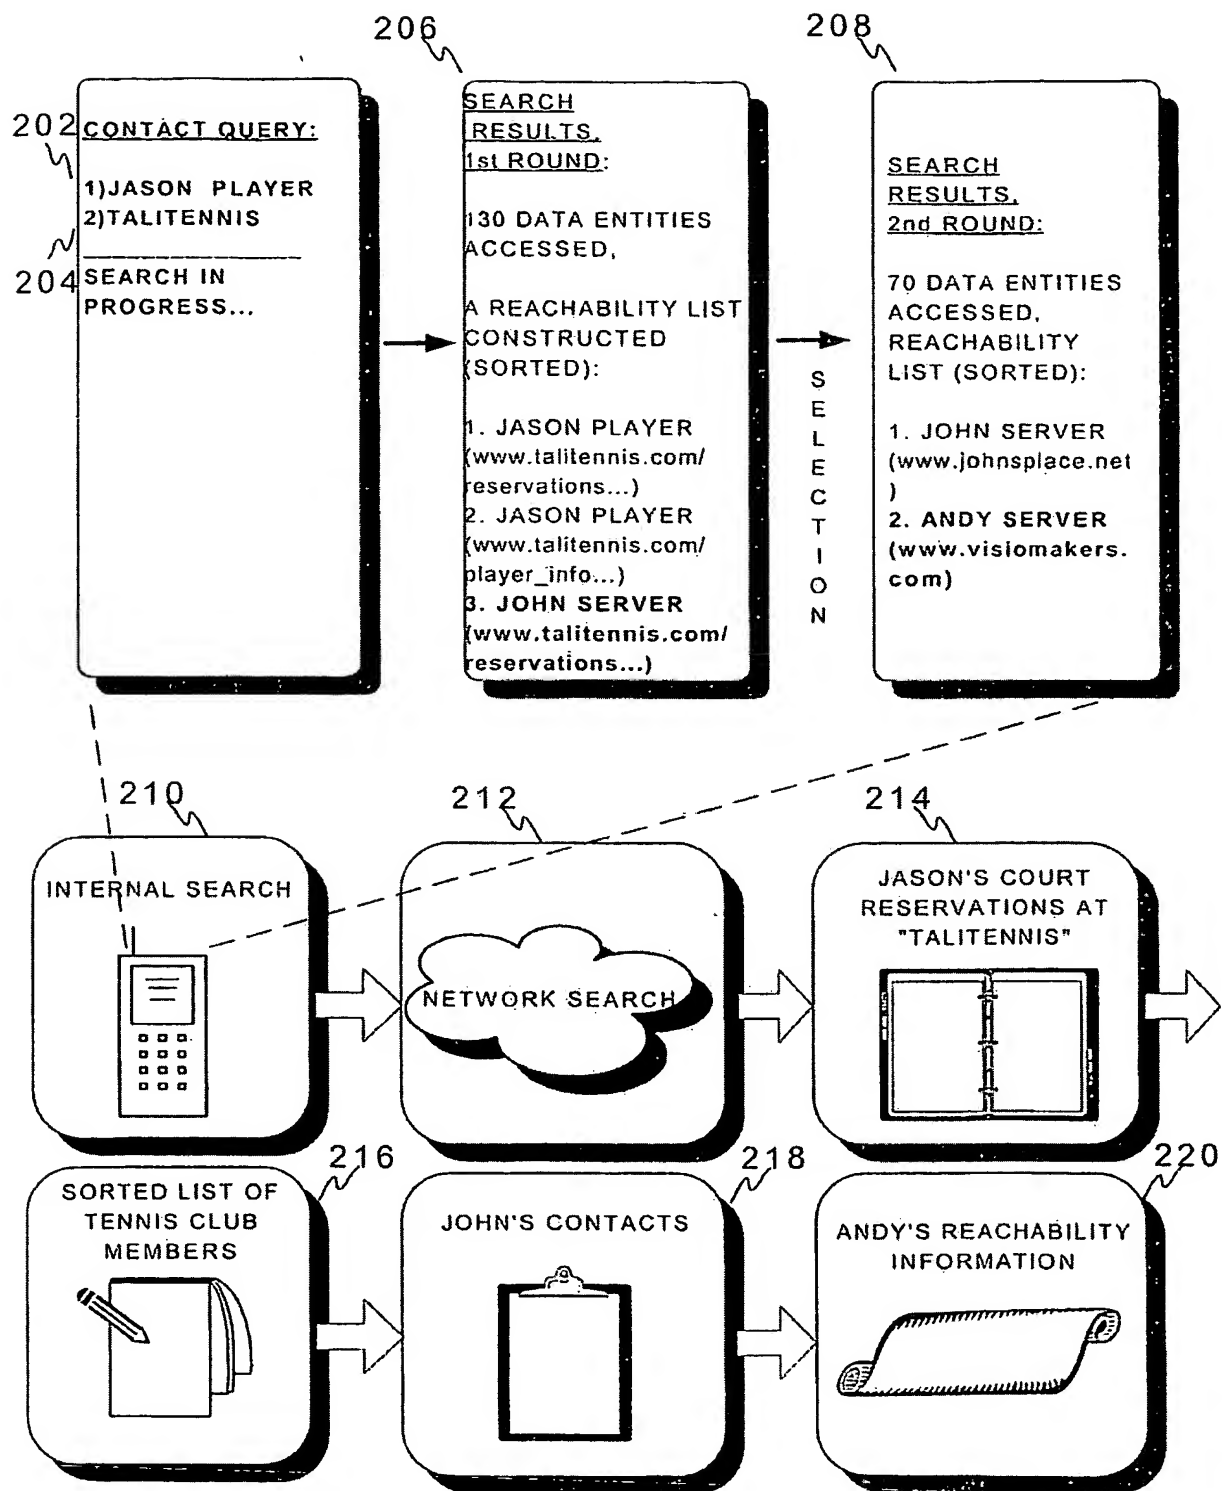 206
208
202
CONTACT QUERY:
1)JASON PLAYER
2)TALITENNIS
204
SEARCH IN
PROGRESS...
SEARCH
RESULTS,
1st ROUND:
130 DATA ENTITIES
ACCESSED,
A REACHABILITY LIST
CONSTRUCTED
(SORTED):
1. JASON PLAYER
(www.talitennis.com/
reservations...)
2. JASON PLAYER
(www.talitennis.com/
player_info...)
3. JOHN SERVER
(www.talitennis.com/
reservations...)
SELECTION
SEARCH
RESULTS,
2nd ROUND:
70 DATA ENTITIES
ACCESSED,
REACHABILITY
LIST (SORTED):
1. JOHN SERVER
(www.johnsplace.net
)
2. ANDY SERVER
(www.visiomakers.
com)
210
INTERNAL SEARCH
212
NETWORK SEARCH
214
JASON'S COURT
RESERVATIONS AT
"TALITENNIS"
216
SORTED LIST OF
TENNIS CLUB
MEMBERS
218
JOHN'S CONTACTS
220
ANDY'S REACHABILITY
INFORMATION